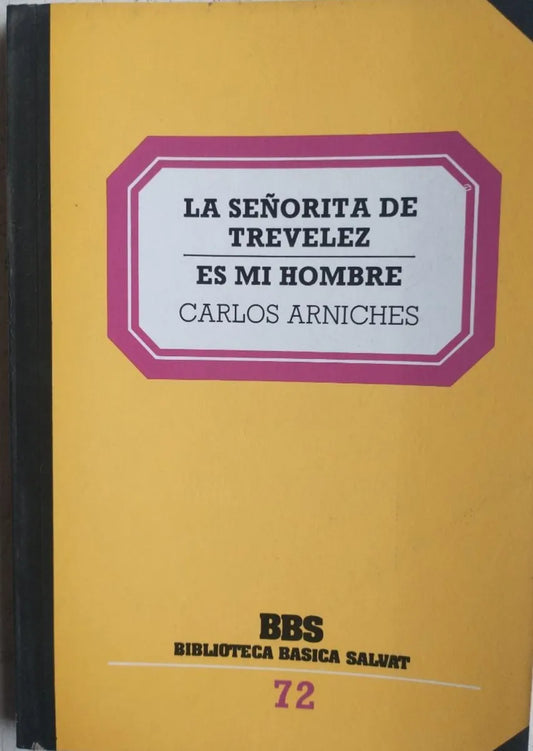 LA SEÑORITA DE
TREVELEZ
ES MI HOMBRE
CARLOS ARNICHES
BBS
BIBLIOTECA BASICA SALVAT
72